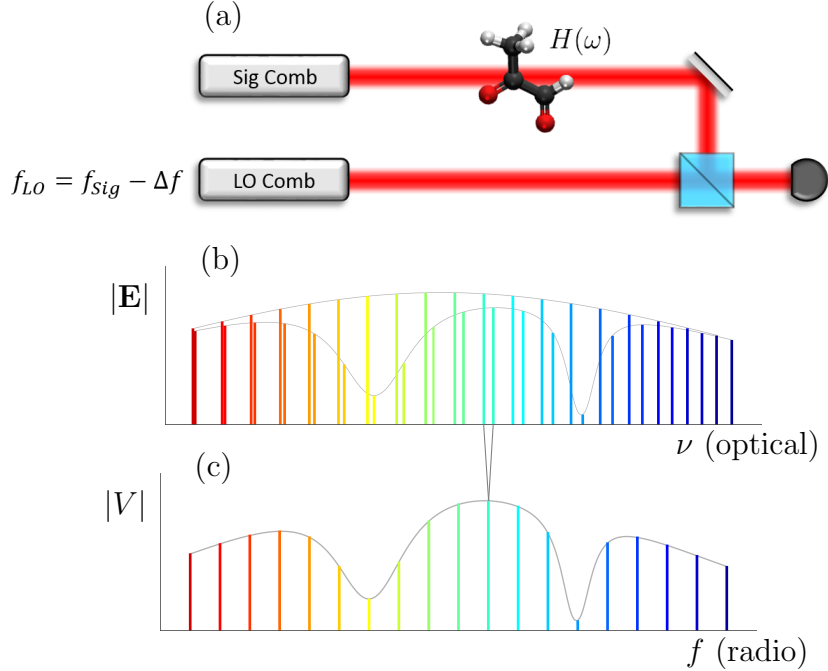 (a)
H(ω)
Sig Comb
f_LO = f_Sig − Δf
LO Comb
(b)
|E|
ν (optical)
(c)
|V|
f (radio)